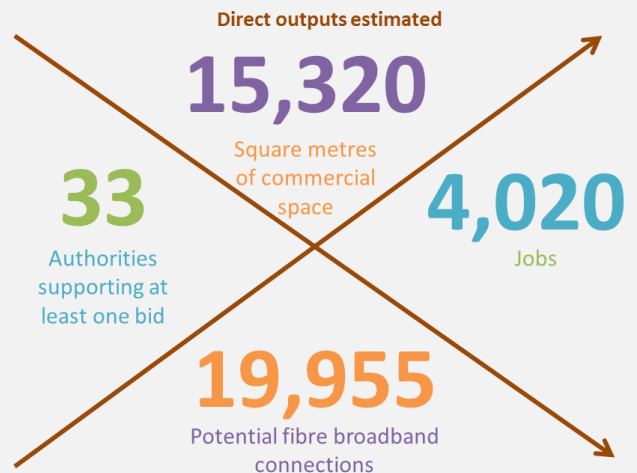 Direct outputs estimated
15,320
Square metres
of commercial
space
33
Authorities
supporting at
least one bid
4,020
Jobs
19,955
Potential fibre broadband
connections